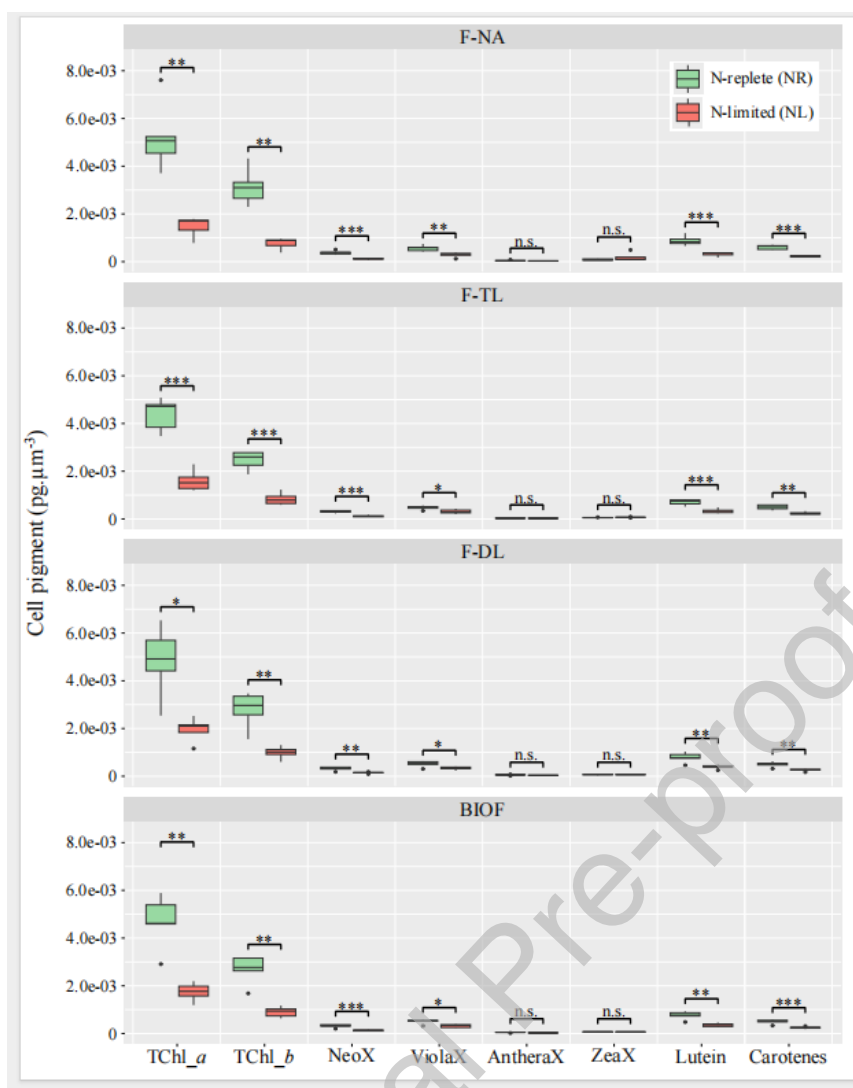 F-NA
8.0e-03
6.0e-03
4.0e-03
2.0e-03
0
N-replete (NR)
N-limited (NL)
** ** *** ** n.s. n.s. *** ***
F-TL
8.0e-03
6.0e-03
4.0e-03
2.0e-03
0
*** *** *** * n.s. n.s. *** **
F-DL
8.0e-03
6.0e-03
4.0e-03
2.0e-03
0
* ** ** * n.s. n.s. ** **
BIOF
8.0e-03
6.0e-03
4.0e-03
2.0e-03
0
** ** *** * n.s. n.s. ** ***
TChl_a TChl_b NeoX ViolaX AntheraX ZeaX Lutein Carotenes
Cell pigment (pg.µm⁻³)
al Pre-proof